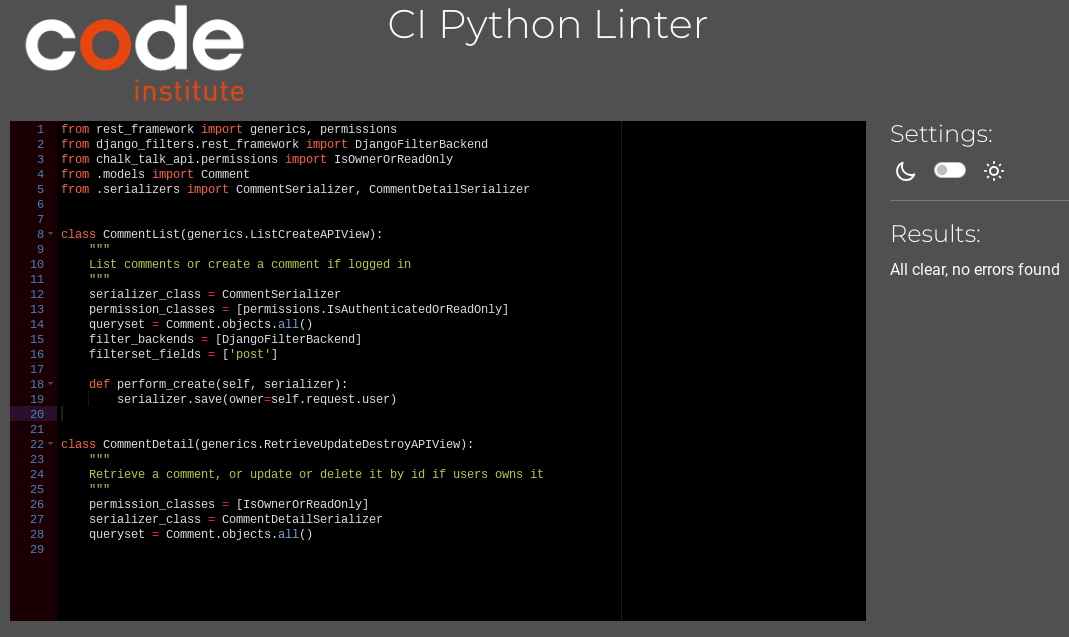 code
institute
CI Python Linter
1 from rest_framework import generics, permissions
2 from django_filters.rest_framework import DjangoFilterBackend
3 from chalk_talk_api.permissions import IsOwnerOrReadOnly
4 from .models import Comment
5 from .serializers import CommentSerializer, CommentDetailSerializer
6
7
8 class CommentList(generics.ListCreateAPIView):
9     """
10     List comments or create a comment if logged in
11     """
12     serializer_class = CommentSerializer
13     permission_classes = [permissions.IsAuthenticatedOrReadOnly]
14     queryset = Comment.objects.all()
15     filter_backends = [DjangoFilterBackend]
16     filterset_fields = ['post']
17
18     def perform_create(self, serializer):
19         serializer.save(owner=self.request.user)
20
21
22 class CommentDetail(generics.RetrieveUpdateDestroyAPIView):
23     """
24     Retrieve a comment, or update or delete it by id if users owns it
25     """
26     permission_classes = [IsOwnerOrReadOnly]
27     serializer_class = CommentDetailSerializer
28     queryset = Comment.objects.all()
29
Settings:
Results:
All clear, no errors found